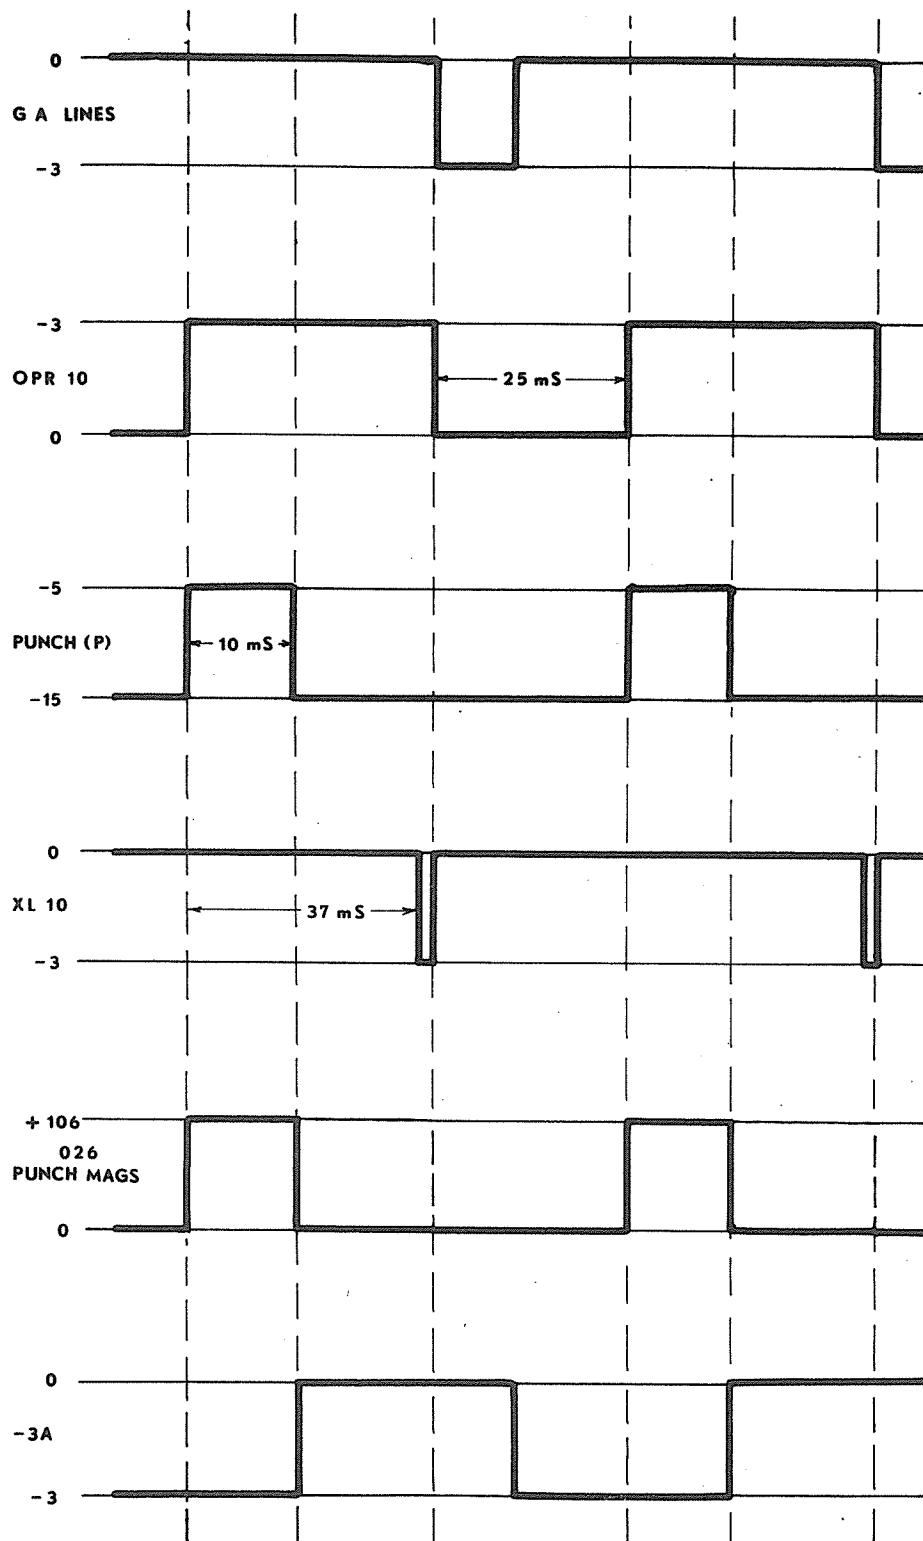 0
G A LINES
-3
-3
OPR 10
25 mS
0
-5
PUNCH (P)
10 mS
-15
0
XL 10
37 mS
-3
+ 106
026
PUNCH MAGS
0
0
-3A
-3